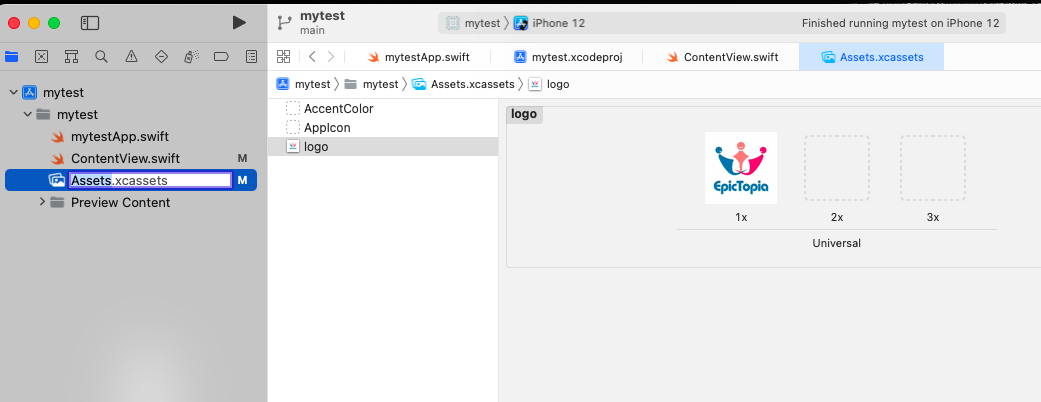 mytest
main
mytest
iPhone 12
Finished running mytest on iPhone 12
mytestApp.swift
mytest.xcodeproj
ContentView.swift
Assets.xcassets
mytest
mytest
Assets.xcassets
logo
mytest
mytest
mytestApp.swift
ContentView.swift M
Assets.xcassets M
Preview Content
AccentColor
AppIcon
logo
logo
EpicTopia
1x
2x
3x
Universal